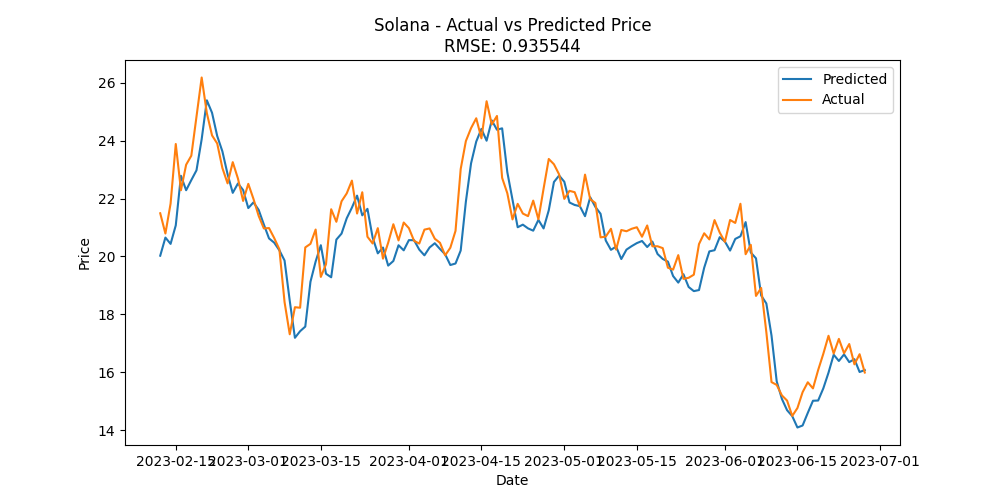 Solana - Actual vs Predicted Price
RMSE: 0.935544
Predicted
Actual
Price
26
24
22
20
18
16
14
2023-02-15
2023-03-01
2023-03-15
2023-04-01
2023-04-15
2023-05-01
2023-05-15
2023-06-01
2023-06-15
2023-07-01
Date